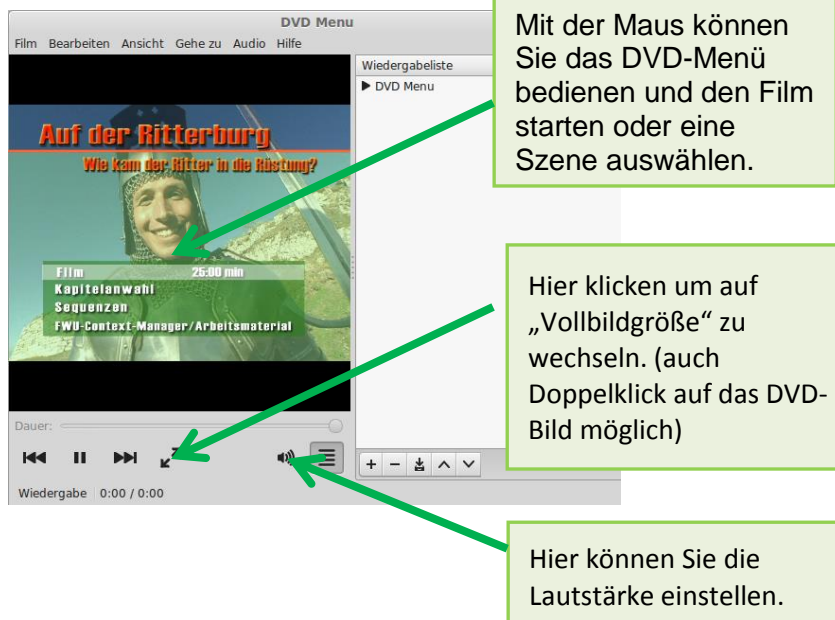 DVD Menu
Film Bearbeiten Ansicht Gehe zu Audio Hilfe
Auf der Ritterburg
Wie kam der Ritter in die Rüstung?
Film 25:00 min
Kapitelanwahl
Sequenzen
FWU-Context-Manager/Arbeitsmaterial
Wiedergabeliste
DVD Menu
Dauer:
Wiedergabe 0:00 / 0:00
Mit der Maus können
Sie das DVD-Menü
bedienen und den Film
starten oder eine
Szene auswählen.
Hier klicken um auf
„Vollbildgröße“ zu
wechseln. (auch
Doppelklick auf das DVD-
Bild möglich)
Hier können Sie die
Lautstärke einstellen.